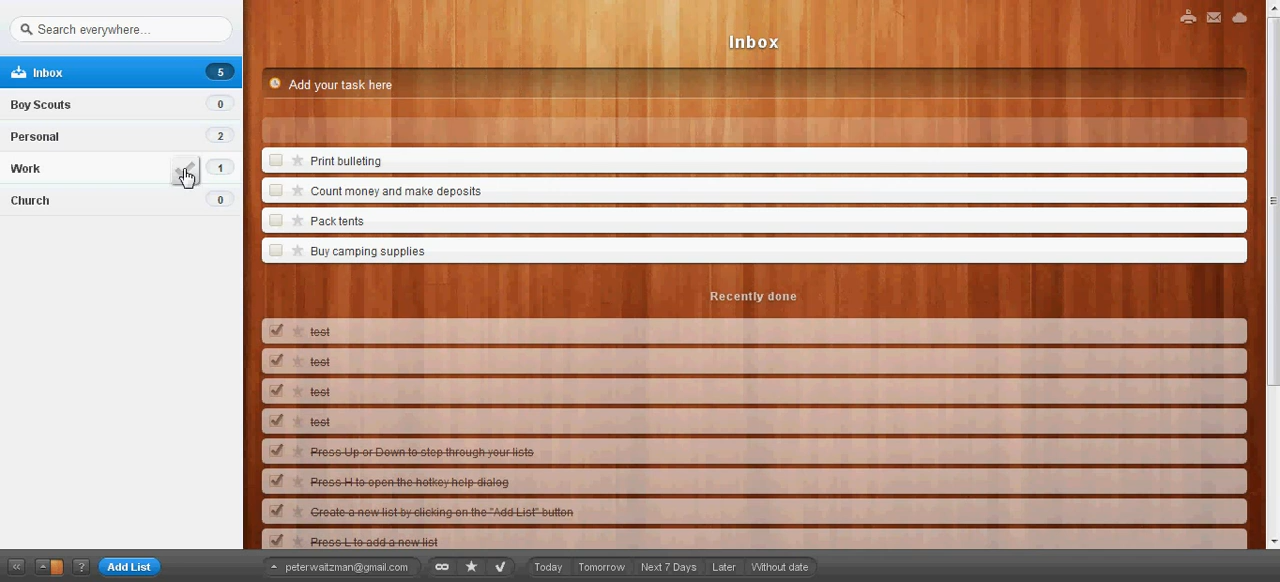 Search everywhere...
Inbox 5
Boy Scouts 0
Personal 2
Work 1
Church 0
Inbox
Add your task here
Print bulleting
Count money and make deposits
Pack tents
Buy camping supplies
Recently done
test
test
test
test
Press Up or Down to step through your lists
Press H to open the hotkey help dialog
Create a new list by clicking on the "Add List" button
Press L to add a new list
? Add List peterwaitzman@gmail.com Today Tomorrow Next 7 Days Later Without date